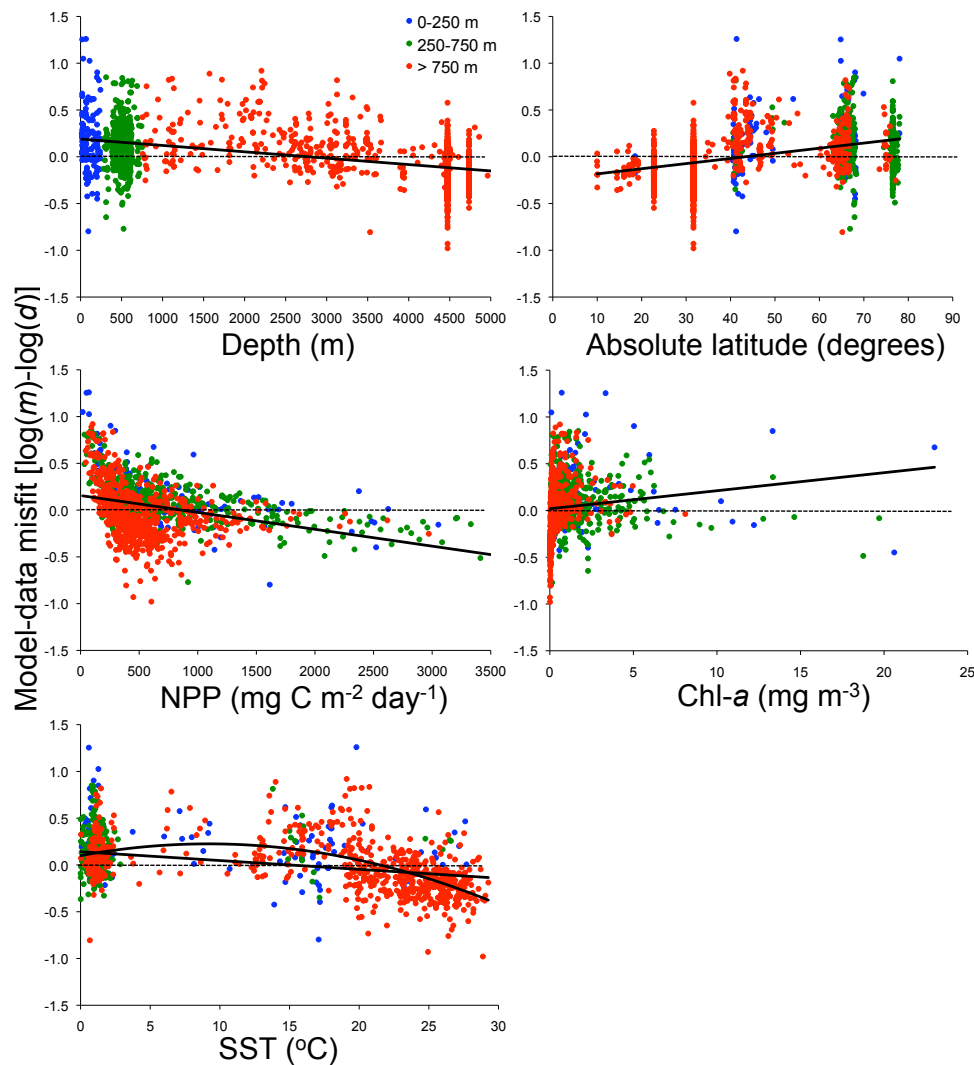 1.5
1.0
0.5
0.0
-0.5
-1.0
-1.5
0 500 1000 1500 2000 2500 3000 3500 4000 4500 5000
Depth (m)
0-250 m
250-750 m
> 750 m
1.5
1.0
0.5
0.0
-0.5
-1.0
-1.5
0 10 20 30 40 50 60 70 80 90
Absolute latitude (degrees)
Model-data misfit [log(m)-log(d)]
1.5
1.0
0.5
0.0
-0.5
-1.0
-1.5
0 500 1000 1500 2000 2500 3000 3500
NPP (mg C m⁻² day⁻¹)
1.5
1.0
0.5
0.0
-0.5
-1.0
-1.5
0 5 10 15 20 25
Chl-a (mg m⁻³)
1.5
1.0
0.5
0.0
-0.5
-1.0
-1.5
0 5 10 15 20 25 30
SST (ºC)